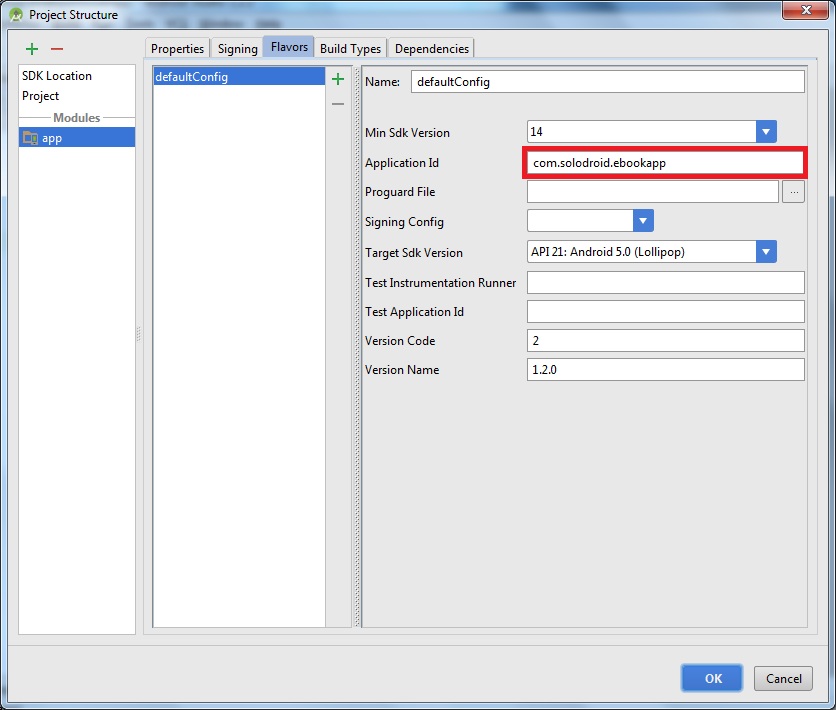 Project Structure
Properties Signing Flavors Build Types Dependencies
SDK Location
Project
Modules
app
defaultConfig
Name: defaultConfig
Min Sdk Version 14
Application Id com.solodroid.ebookapp
Proguard File ...
Signing Config
Target Sdk Version API 21: Android 5.0 (Lollipop)
Test Instrumentation Runner
Test Application Id
Version Code 2
Version Name 1.2.0
OK Cancel